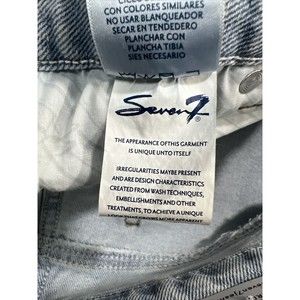 CON COLORES SIMILARES
NO USAR BLANQUEADOR
SECAR EN TENDEDERO
PLANCHAR CON
PLANCHA TIBIA
SI ES NECESARIO
Seven7
®
THE APPEARANCE OF THIS GARMENT
IS UNIQUE UNTO ITSELF
IRREGULARITIES MAYBE PRESENT
AND ARE DESIGN CHARACTERISTICS
CREATED FROM WASH TECHNIQUES,
EMBELLISHMENTS AND OTHER
TREATMENTS, TO ACHIEVE A UNIQUE